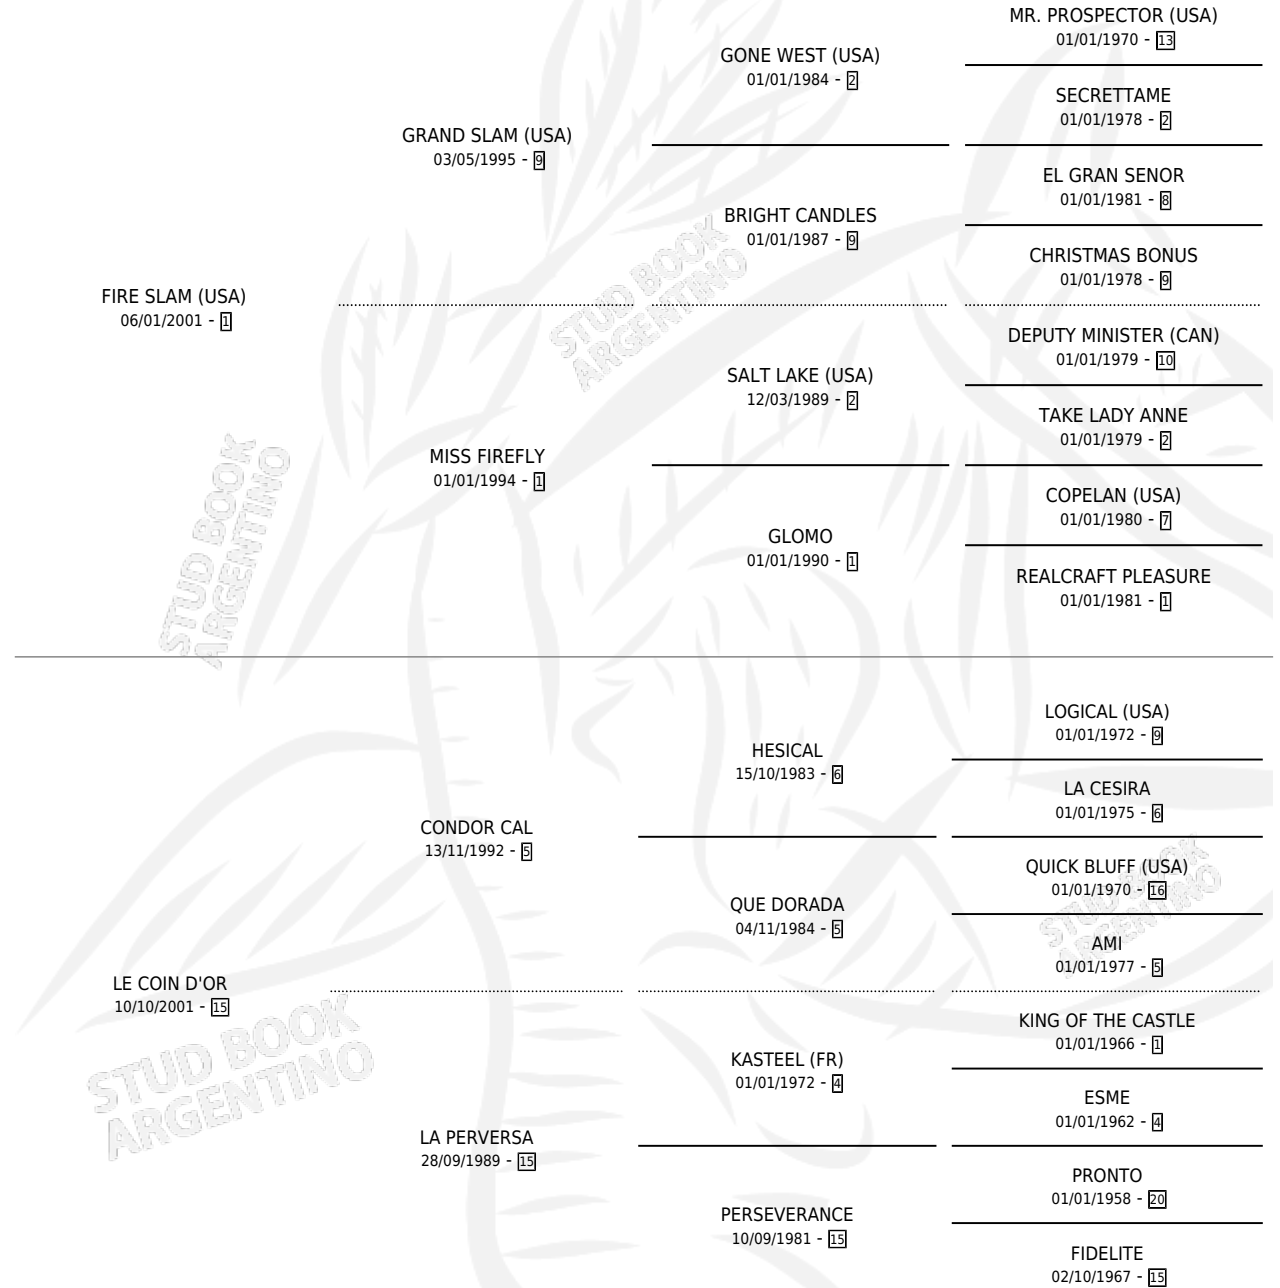 MR. PROSPECTOR (USA)
01/01/1970 - 13
GONE WEST (USA)
01/01/1984 - 2
SECRETTAME
01/01/1978 - 2
GRAND SLAM (USA)
03/05/1995 - 9
EL GRAN SENOR
01/01/1981 - 8
BRIGHT CANDLES
01/01/1987 - 9
CHRISTMAS BONUS
01/01/1978 - 9
FIRE SLAM (USA)
06/01/2001 - 1
DEPUTY MINISTER (CAN)
01/01/1979 - 10
SALT LAKE (USA)
12/03/1989 - 2
TAKE LADY ANNE
01/01/1979 - 2
MISS FIREFLY
01/01/1994 - 1
COPELAN (USA)
01/01/1980 - 7
GLOMO
01/01/1990 - 1
REALCRAFT PLEASURE
01/01/1981 - 1
LOGICAL (USA)
01/01/1972 - 9
HESICAL
15/10/1983 - 6
LA CESIRA
01/01/1975 - 6
CONDOR CAL
13/11/1992 - 5
QUICK BLUFF (USA)
01/01/1970 - 16
QUE DORADA
04/11/1984 - 5
AMI
01/01/1977 - 5
LE COIN D'OR
10/10/2001 - 15
KING OF THE CASTLE
01/01/1966 - 1
KASTEEL (FR)
01/01/1972 - 4
ESME
01/01/1962 - 4
LA PERVERSA
28/09/1989 - 15
PRONTO
01/01/1958 - 20
PERSEVERANCE
10/09/1981 - 15
FIDELITE
02/10/1967 - 15
STUD BOOK
ARGENTINO
STUD BOOK
ARGENTINO
STUD BOOK
ARGENTINO
STUD BOOK
ARGENTINO